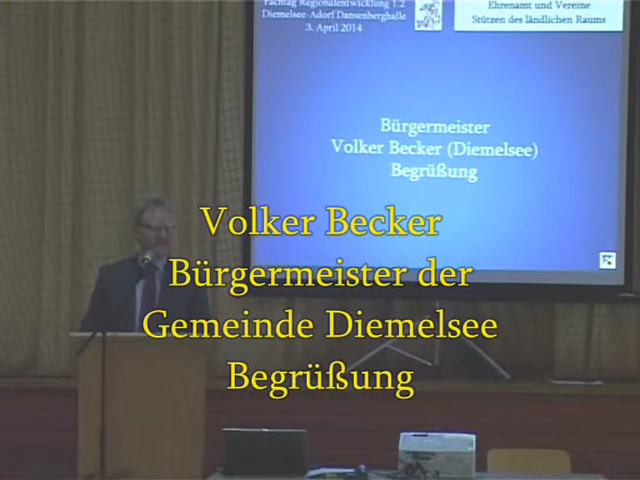 Fachtag Regionalentwicklung 1.2
Diemelsee-Adorf Dansenberghalle
3. April 2014
Ehrenamt und Vereine
Stützen des ländlichen Raums
Bürgermeister
Volker Becker (Diemelsee)
Begrüßung
Volker Becker
Bürgermeister der
Gemeinde Diemelsee
Begrüßung